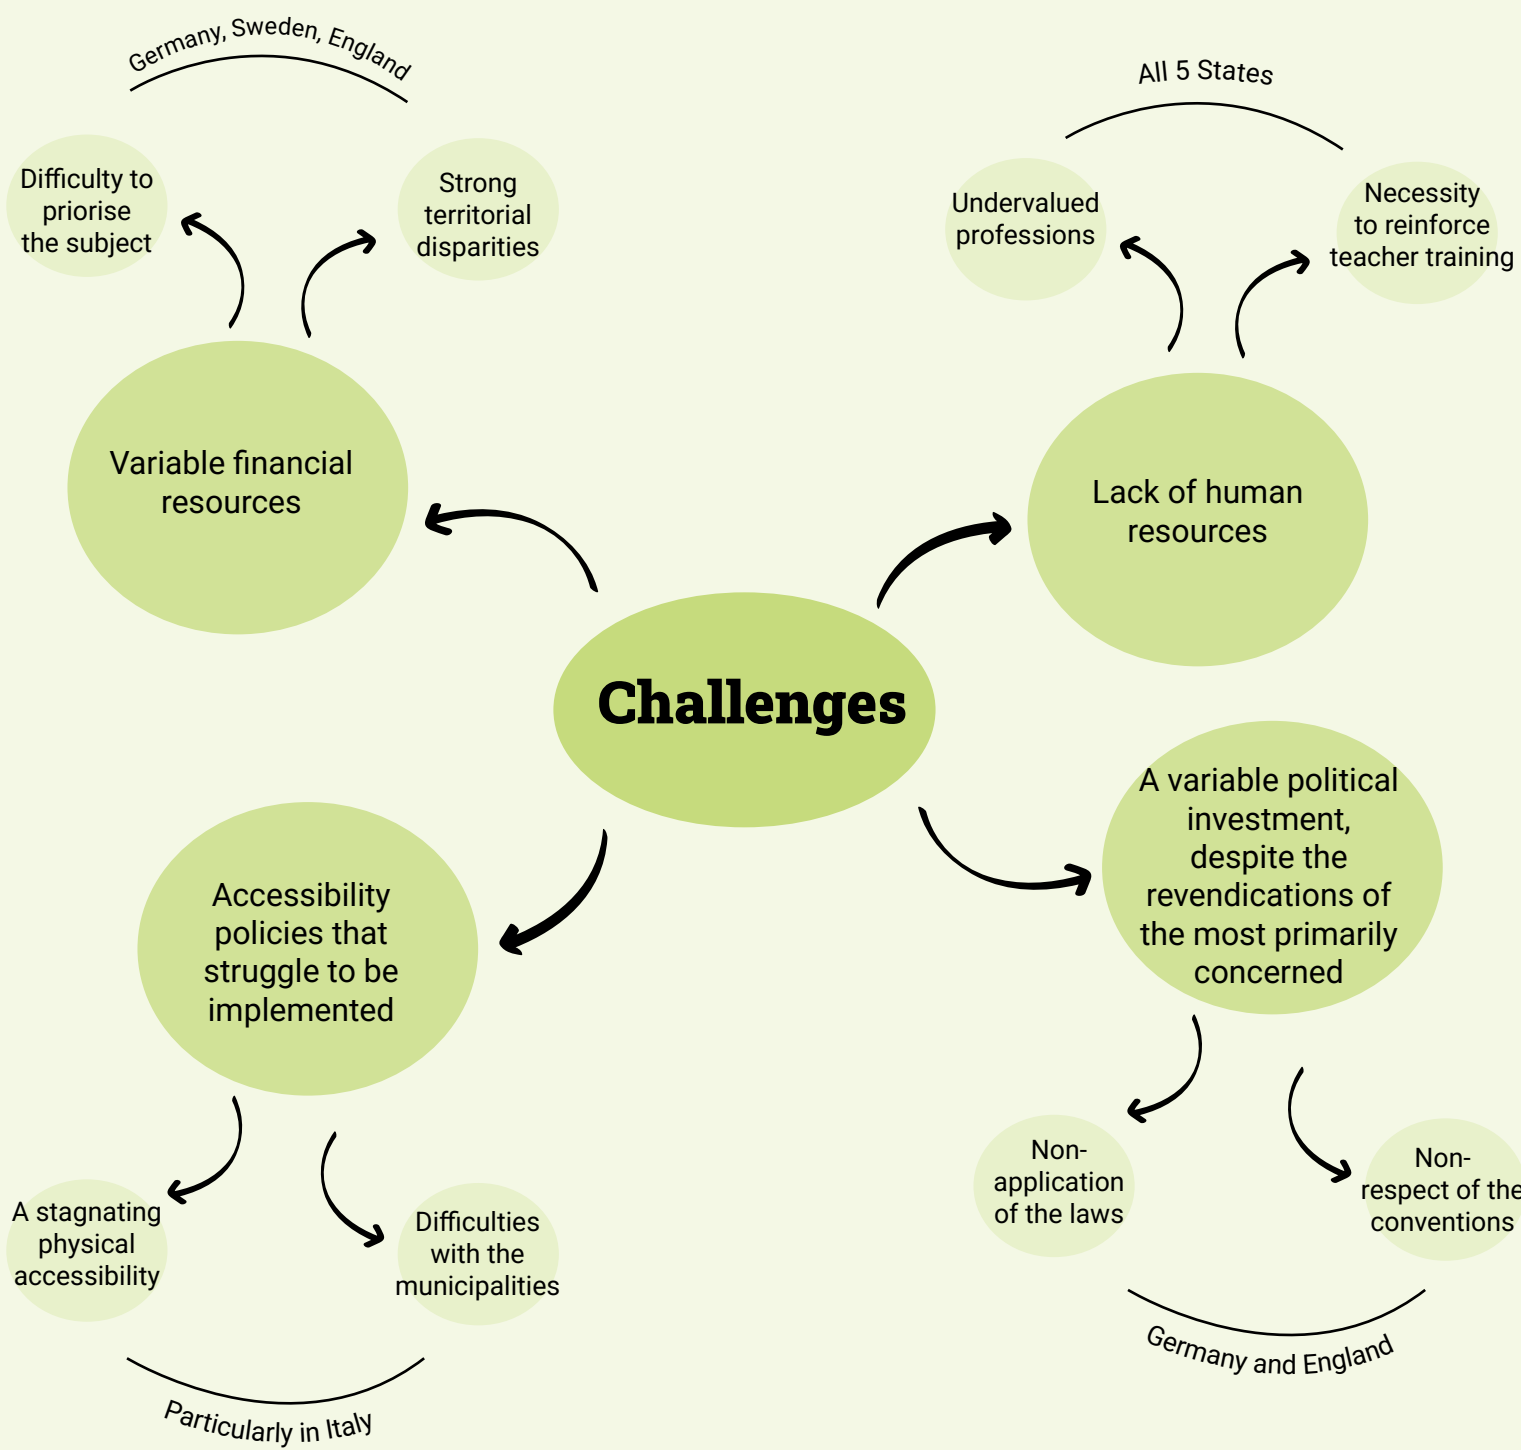 Germany, Sweden, England
Difficulty to
priorise
the subject
Strong
territorial
disparities
Variable financial
resources
All 5 States
Undervalued
professions
Necessity
to reinforce
teacher training
Lack of human
resources
Challenges
Accessibility
policies that
struggle to be
implemented
A stagnating
physical
accessibility
Difficulties
with the
municipalities
Particularly in Italy
A variable political
investment,
despite the
revendications of
the most primarily
concerned
Non-
application
of the laws
Non-
respect of the
conventions
Germany and England